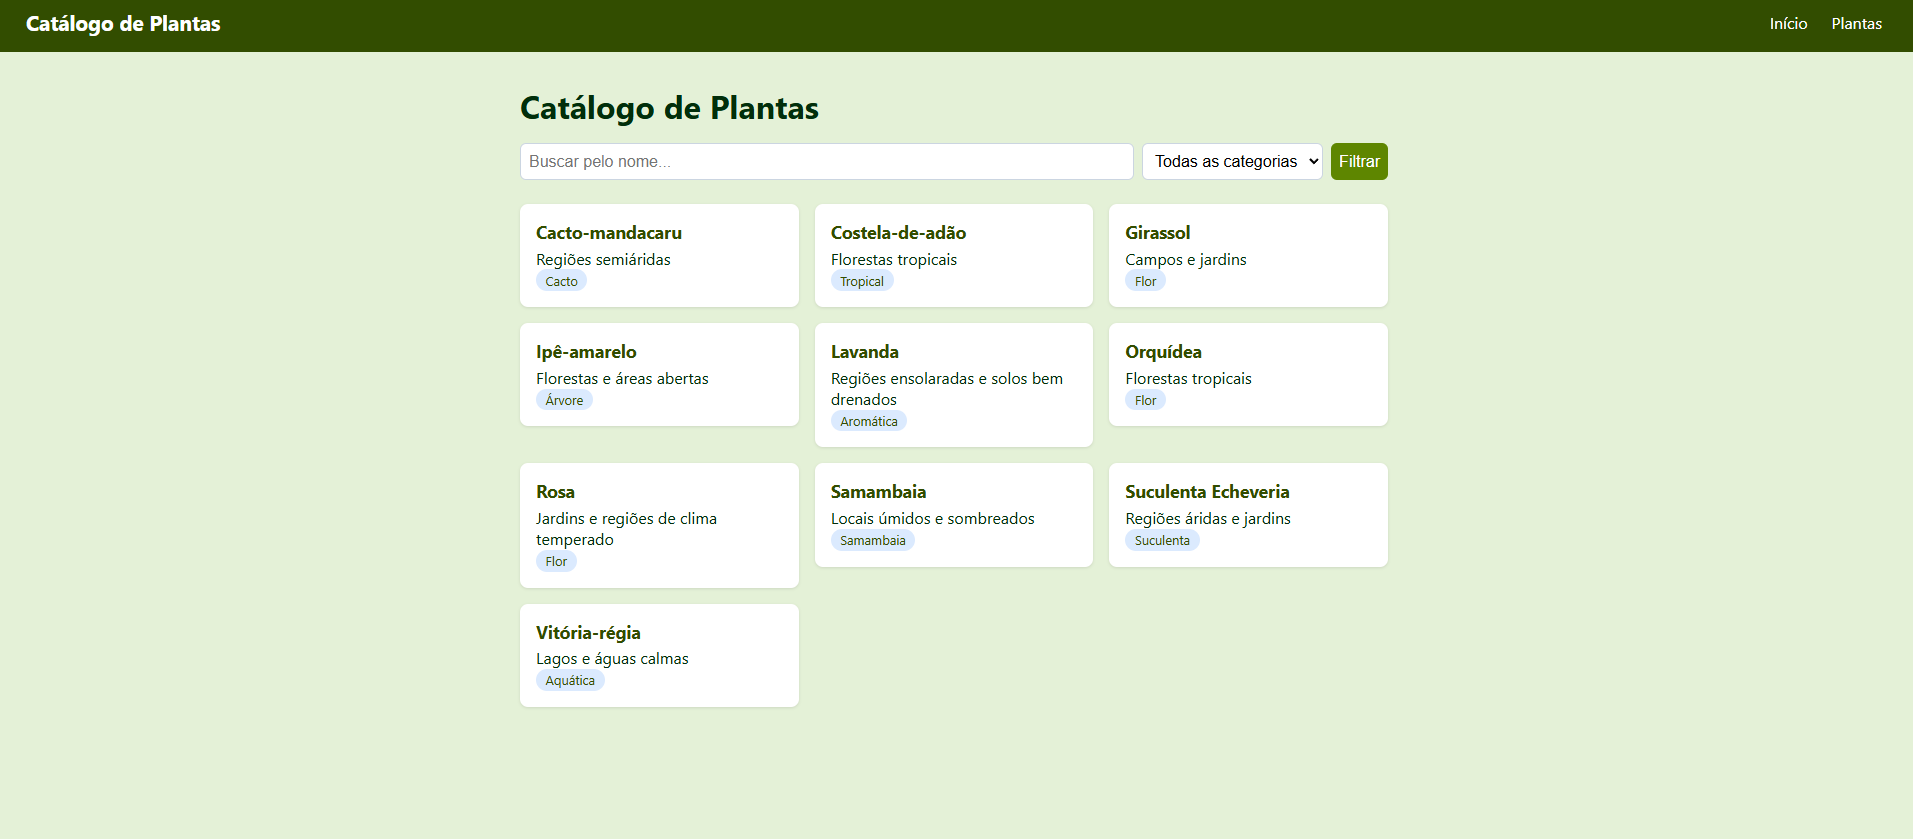 Catálogo de Plantas
Início
Plantas
Catálogo de Plantas
Buscar pelo nome...
Todas as categorias
Filtrar
Cacto-mandacaru
Regiões semiáridas
Cacto
Costela-de-adão
Florestas tropicais
Tropical
Girassol
Campos e jardins
Flor
Ipê-amarelo
Florestas e áreas abertas
Árvore
Lavanda
Regiões ensolaradas e solos bem
drenados
Aromática
Orquídea
Florestas tropicais
Flor
Rosa
Jardins e regiões de clima
temperado
Flor
Samambaia
Locais úmidos e sombreados
Samambaia
Suculenta Echeveria
Regiões áridas e jardins
Suculenta
Vitória-régia
Lagos e águas calmas
Aquática